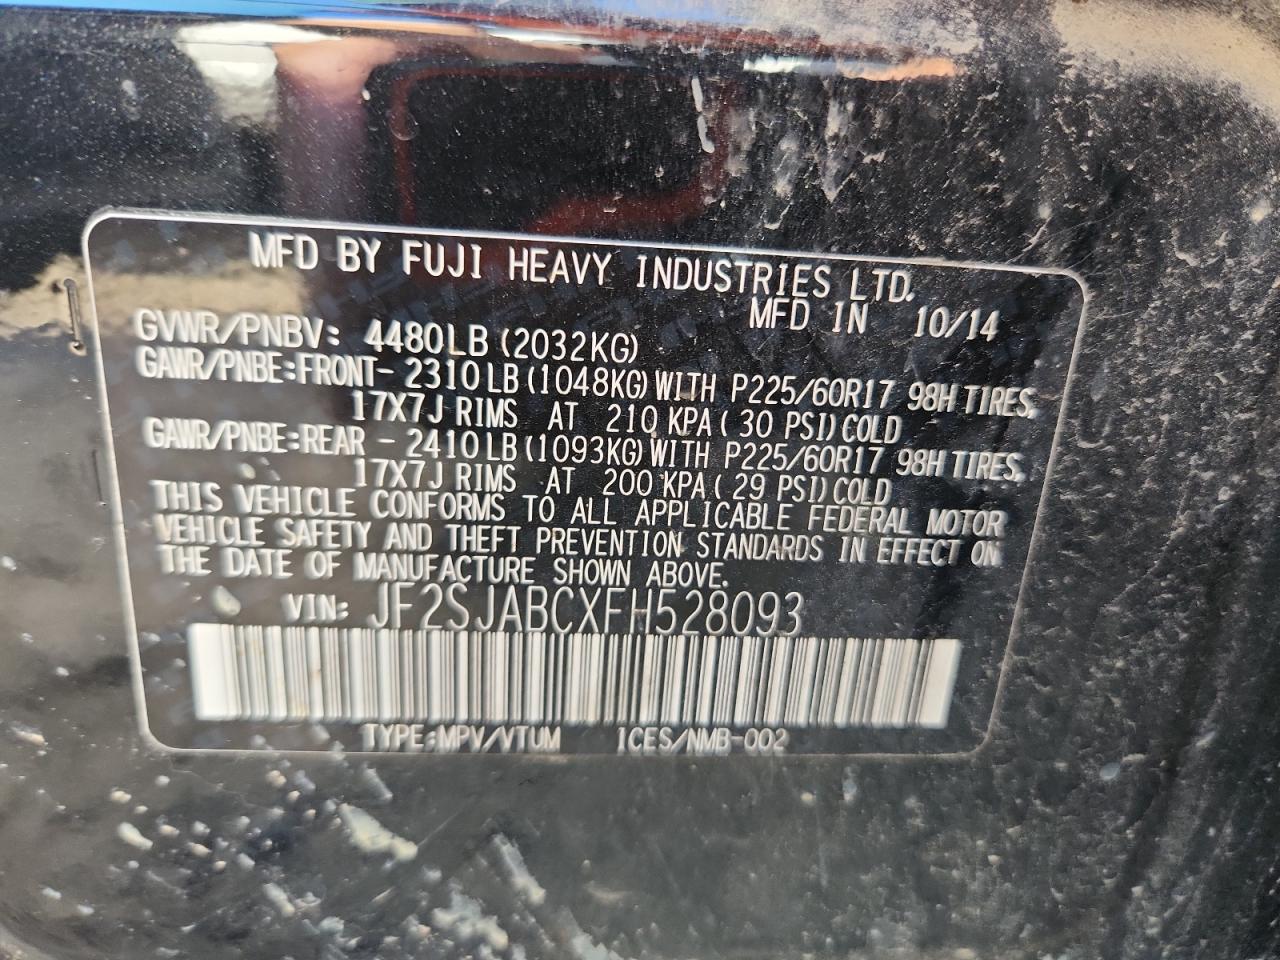 MFD BY FUJI HEAVY INDUSTRIES LTD.
MFD IN 10/14
GVWR/PNBV: 4480LB (2032KG)
GAWR/PNBE:FRONT- 2310LB (1048KG) WITH P225/60R17 98H TIRES,
17X7J RIMS AT 210 KPA ( 30 PSI) COLD
GAWR/PNBE:REAR - 2410LB (1093KG) WITH P225/60R17 98H TIRES,
17X7J RIMS AT 200 KPA ( 29 PSI) COLD
THIS VEHICLE CONFORMS TO ALL APPLICABLE FEDERAL MOTOR
VEHICLE SAFETY AND THEFT PREVENTION STANDARDS IN EFFECT ON
THE DATE OF MANUFACTURE SHOWN ABOVE.
VIN: JF2SJABCXFH528093
TYPE:MPV/VTUM ICES/NMB-002